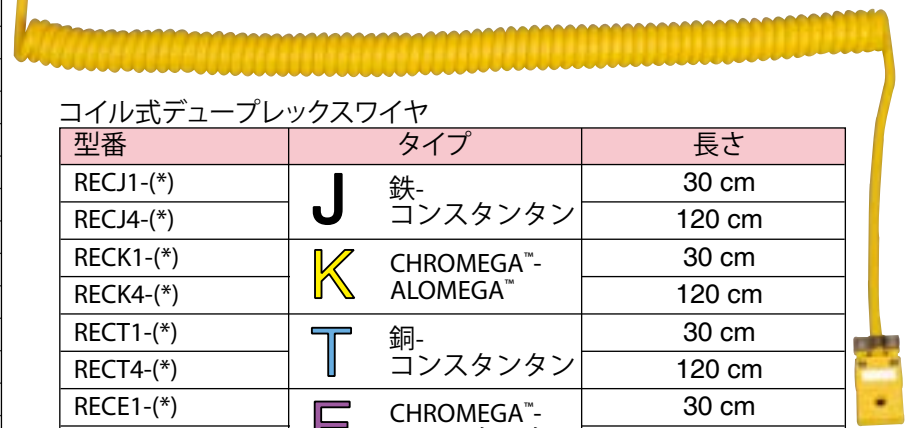 コイル式デュープレックスワイヤ
型番 タイプ 長さ
RECJ1-(*) J 鉄-コンスタンタン 30 cm
RECJ4-(*) 120 cm
RECK1-(*) K CHROMEGA™-ALOMEGA™ 30 cm
RECK4-(*) 120 cm
RECT1-(*) T 銅-コンスタンタン 30 cm
RECT4-(*) 120 cm
RECE1-(*) E CHROMEGA™- 30 cm